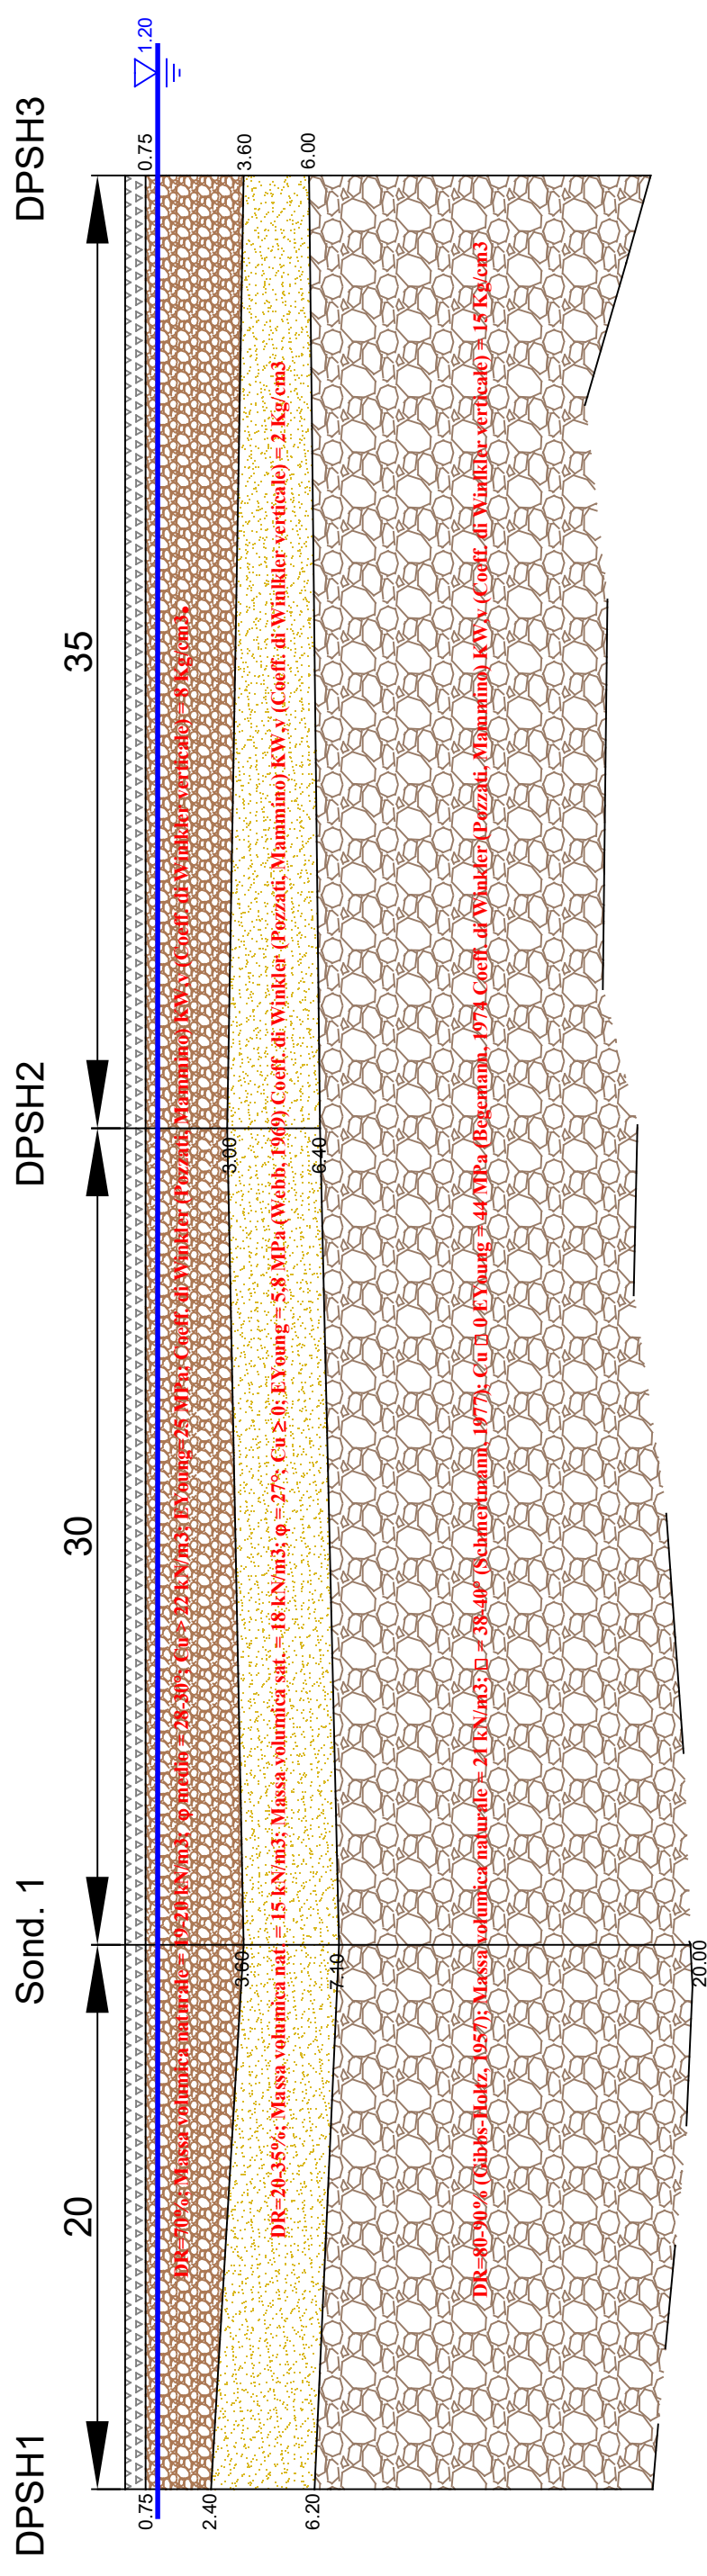 DPSH1
Sond. 1
DPSH2
DPSH3
20
30
35
1.20
0.75
0.75
2.40
3.60
3.00
3.60
6.20
7.10
6.40
6.00
20.00
DR=70%; Massa volumica naturale= 19-20 kN/m3; φ medio = 28-30°; Cu > 22 kN/m3; EYoung=25 MPa; Coeff. di Winkler (Pozzati, Mammino) KW,v (Coeff. di Winlkler verticale) = 8 Kg/cm3.
DR=20-35%; Massa volumica nat. = 15 kN/m3; Massa volumica sat. = 18 kN/m3; φ = 27°; Cu ≥ 0; EYoung = 5,8 MPa (Webb, 1969) Coeff. di Winkler (Pozzati, Mammino) KW,v (Coeff. di Winlkler verticale) = 2 Kg/cm3
DR=80-90% (Gibbs-Holtz, 1957); Massa volumica naturale = 21 kN/m3; □ = 38-40° (Schmertmann, 1977); Cu □ 0 EYoung = 44 MPa (Begemann, 1974 Coeff. di Winkler (Pozzati, Mammino) KW,v (Coeff. di Winlkler verticale) = 15 Kg/cm3